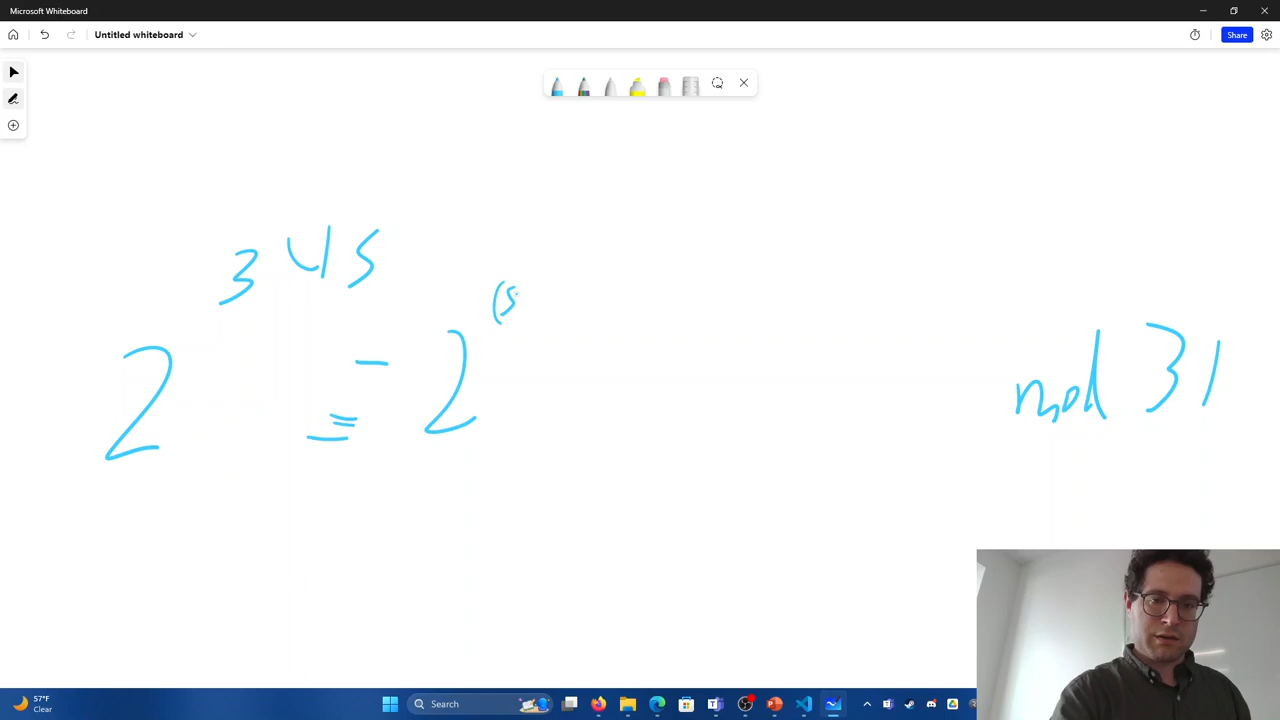 Microsoft Whiteboard
Untitled whiteboard
Share
2^345 ≡ 2^(5 mod 31
57°F
Clear
Search